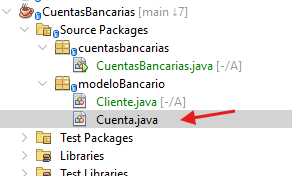 CuentasBancarias [main ↓7]
Source Packages
cuentasbancarias
CuentasBancarias.java [-/A]
modeloBancario
Cliente.java [-/A]
Cuenta.java
Test Packages
Libraries
Test Libraries